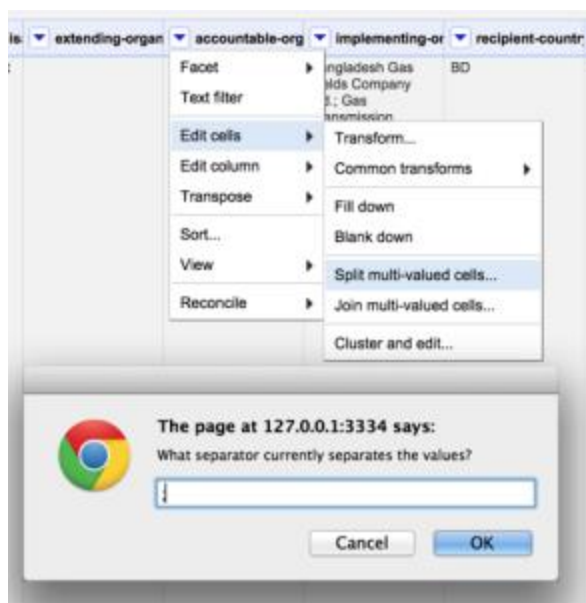 is extending-organ accountable-org implementing-or recipient-countr
Facet
Text filter
Edit cells
Edit column
Transpose
Sort...
View
Reconcile
ngladesh Gas
elds Company
d.; Gas
ansmission
BD
Transform...
Common transforms
Fill down
Blank down
Split multi-valued cells...
Join multi-valued cells...
Cluster and edit...
The page at 127.0.0.1:3334 says:
What separator currently separates the values?
;
Cancel OK